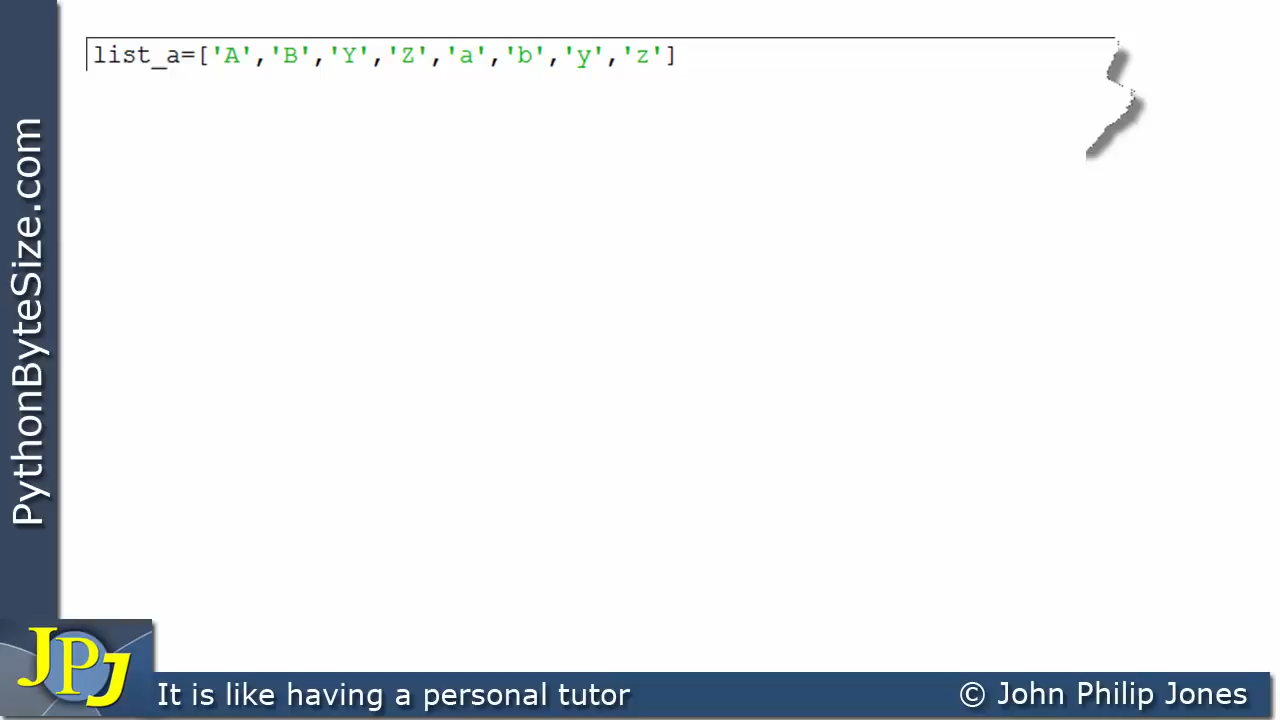 list_a=['A','B','Y','Z','a','b','y','z']
PythonByteSize.com
JPJ
It is like having a personal tutor
© John Philip Jones